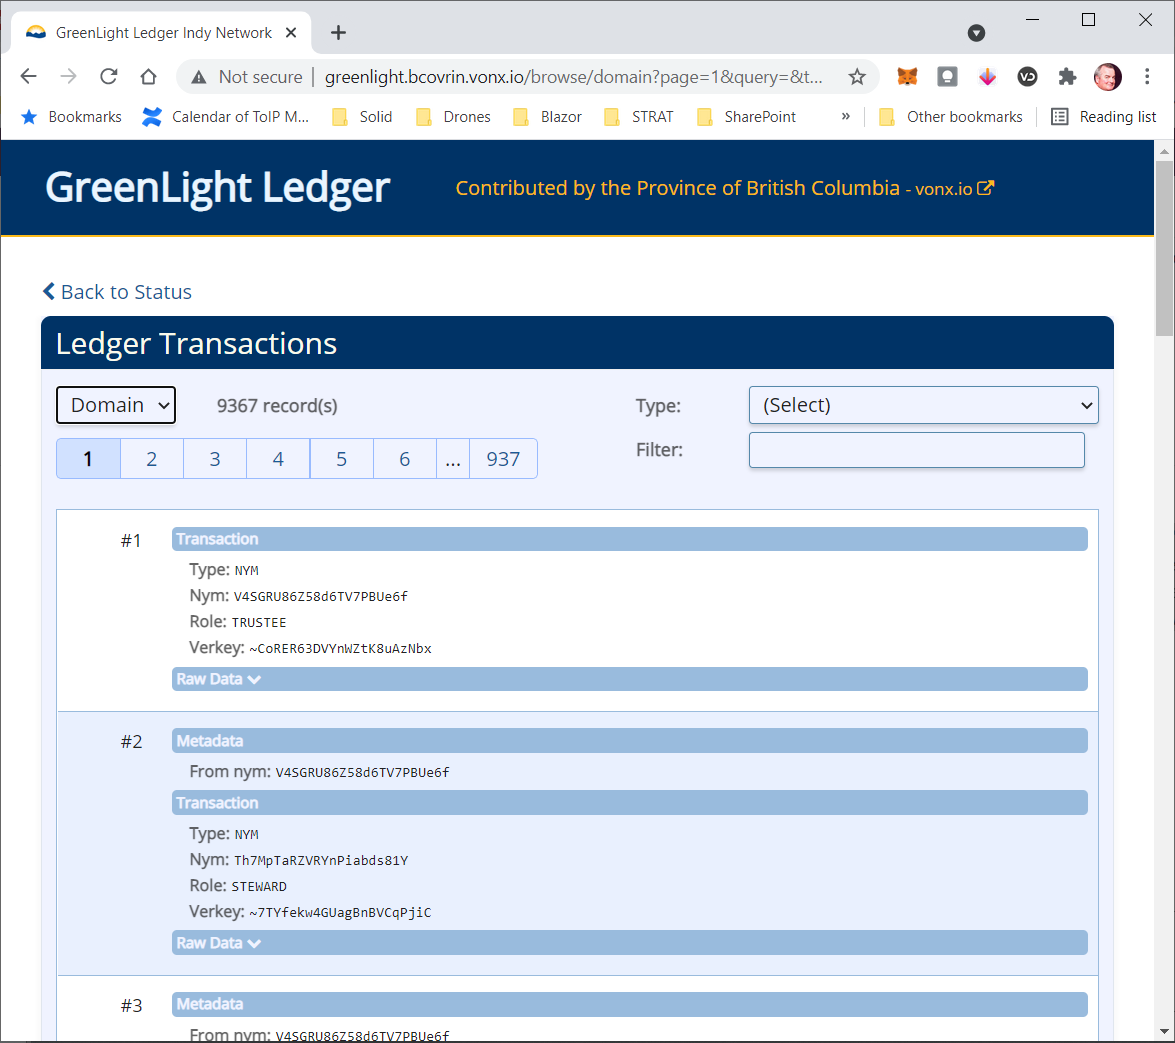 GreenLight Ledger Indy Network
Not secure | greenlight.bcovrin.vonx.io/browse/domain?page=1&query=&t...
Bookmarks Calendar of ToIP M... Solid Drones Blazor STRAT SharePoint » Other bookmarks Reading list
GreenLight Ledger Contributed by the Province of British Columbia - vonx.io
Back to Status
Ledger Transactions
Domain 9367 record(s) Type: (Select)
Filter:
1 2 3 4 5 6 ... 937
#1 Transaction
Type: NYM
Nym: V4SGRU86Z58d6TV7PBUe6f
Role: TRUSTEE
Verkey: ~CoRER63DVYnWZtK8uAzNbx
Raw Data
#2 Metadata
From nym: V4SGRU86Z58d6TV7PBUe6f
Transaction
Type: NYM
Nym: Th7MpTaRZVRYnPiabds81Y
Role: STEWARD
Verkey: ~7TYfekw4GUagBnBVCqPjiC
Raw Data
#3 Metadata
From nym: V4SGRU86Z58d6TV7PBUe6f